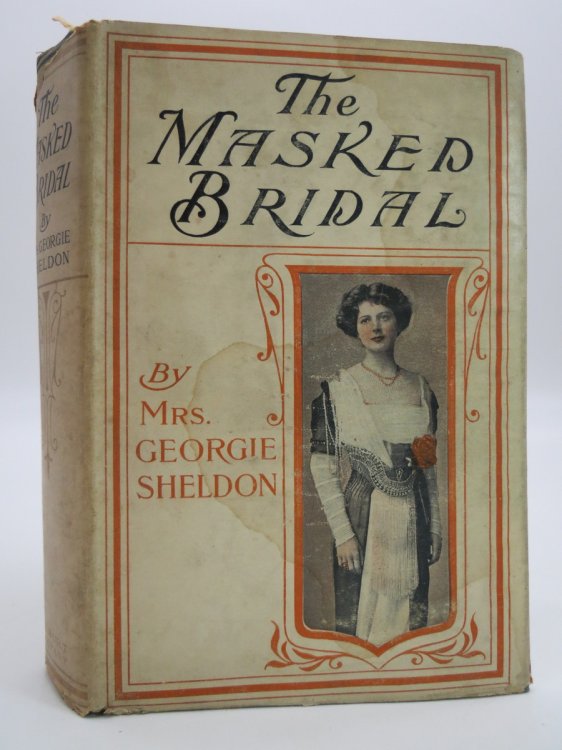 The
MASKED
BRIDAL
By
MRS.
GEORGIE
SHELDON
The
MASKED
BRIDAL
By
GEORGIE
SHELDON